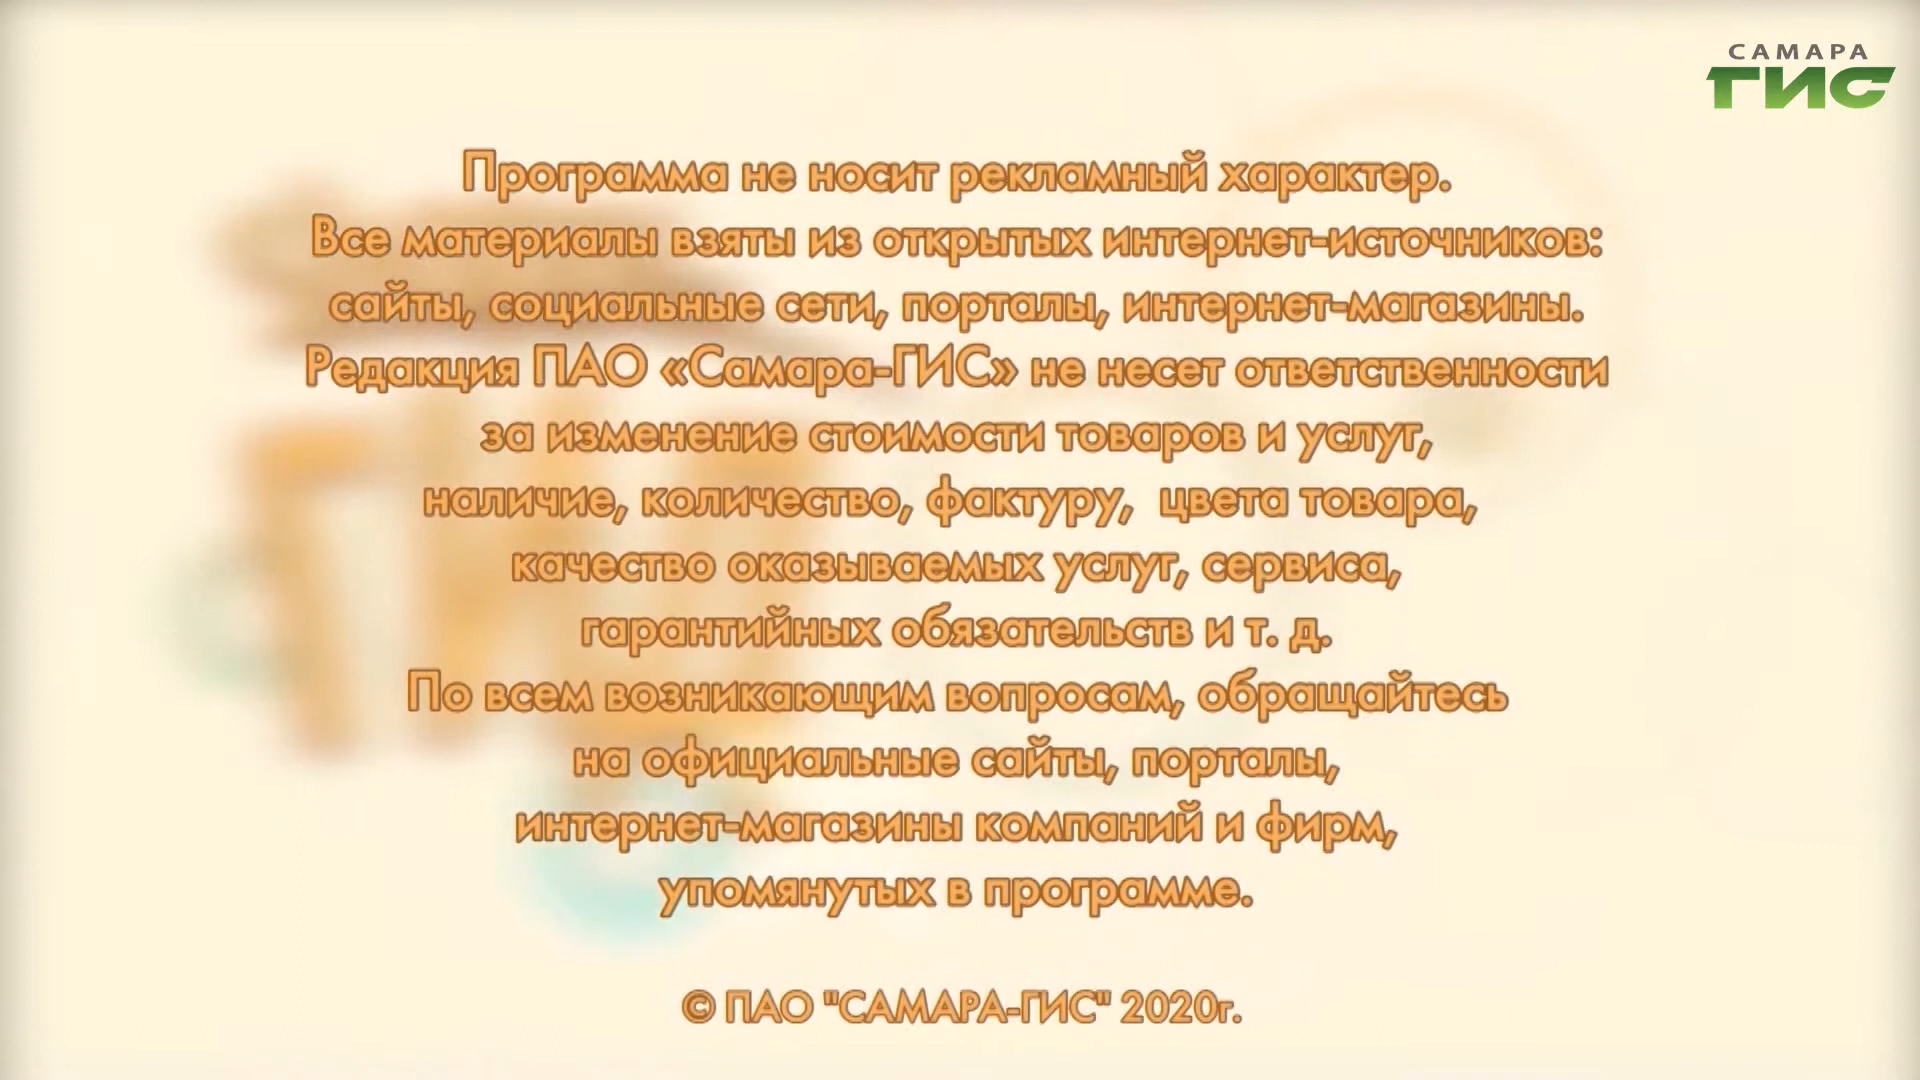 САМАРА
ГИС
Программа не носит рекламный характер.
Все материалы взяты из открытых интернет-источников:
сайты, социальные сети, порталы, интернет-магазины.
Редакция ПАО «Самара-ГИС» не несет ответственности
за изменение стоимости товаров и услуг,
наличие, количество, фактуру, цвета товара,
качество оказываемых услуг, сервиса,
гарантийных обязательств и т. д.
По всем возникающим вопросам, обращайтесь
на официальные сайты, порталы,
интернет-магазины компаний и фирм,
упомянутых в программе.
© ПАО "САМАРА-ГИС" 2020г.